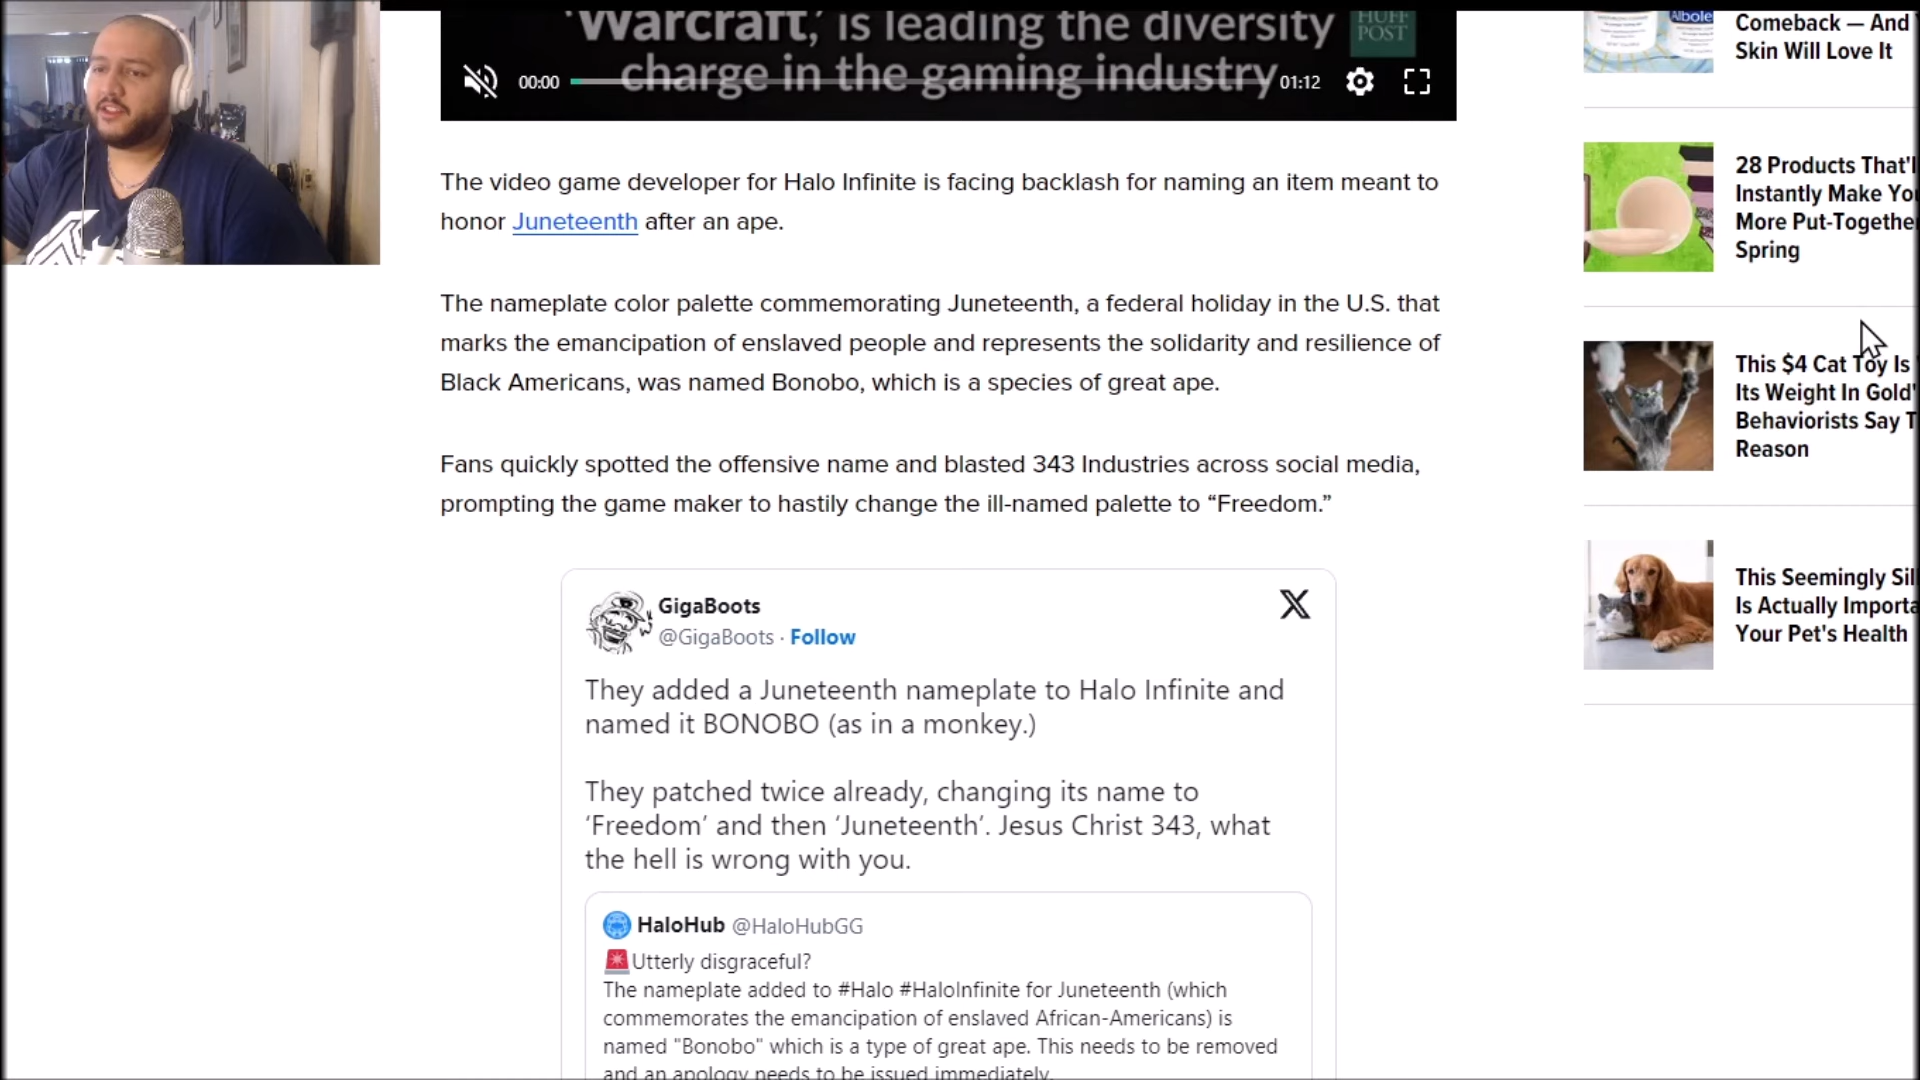 'Warcraft,' is leading the diversity
charge in the gaming industry
HUFF
POST
00:00
01:12
The video game developer for Halo Infinite is facing backlash for naming an item meant to
honor Juneteenth after an ape.
The nameplate color palette commemorating Juneteenth, a federal holiday in the U.S. that
marks the emancipation of enslaved people and represents the solidarity and resilience of
Black Americans, was named Bonobo, which is a species of great ape.
Fans quickly spotted the offensive name and blasted 343 Industries across social media,
prompting the game maker to hastily change the ill-named palette to “Freedom.”
GigaBoots
@GigaBoots · Follow
They added a Juneteenth nameplate to Halo Infinite and
named it BONOBO (as in a monkey.)
They patched twice already, changing its name to
‘Freedom’ and then ‘Juneteenth’. Jesus Christ 343, what
the hell is wrong with you.
HaloHub @HaloHubGG
🚨Utterly disgraceful?
The nameplate added to #Halo #HaloInfinite for Juneteenth (which
commemorates the emancipation of enslaved African-Americans) is
named "Bonobo" which is a type of great ape. This needs to be removed
and an apology needs to be issued immediately.
Albole
Comeback — And
Skin Will Love It
28 Products That'l
Instantly Make You
More Put-Together
Spring
This $4 Cat Toy Is
Its Weight In Gold'
Behaviorists Say T
Reason
This Seemingly Sil
Is Actually Importa
Your Pet's Health